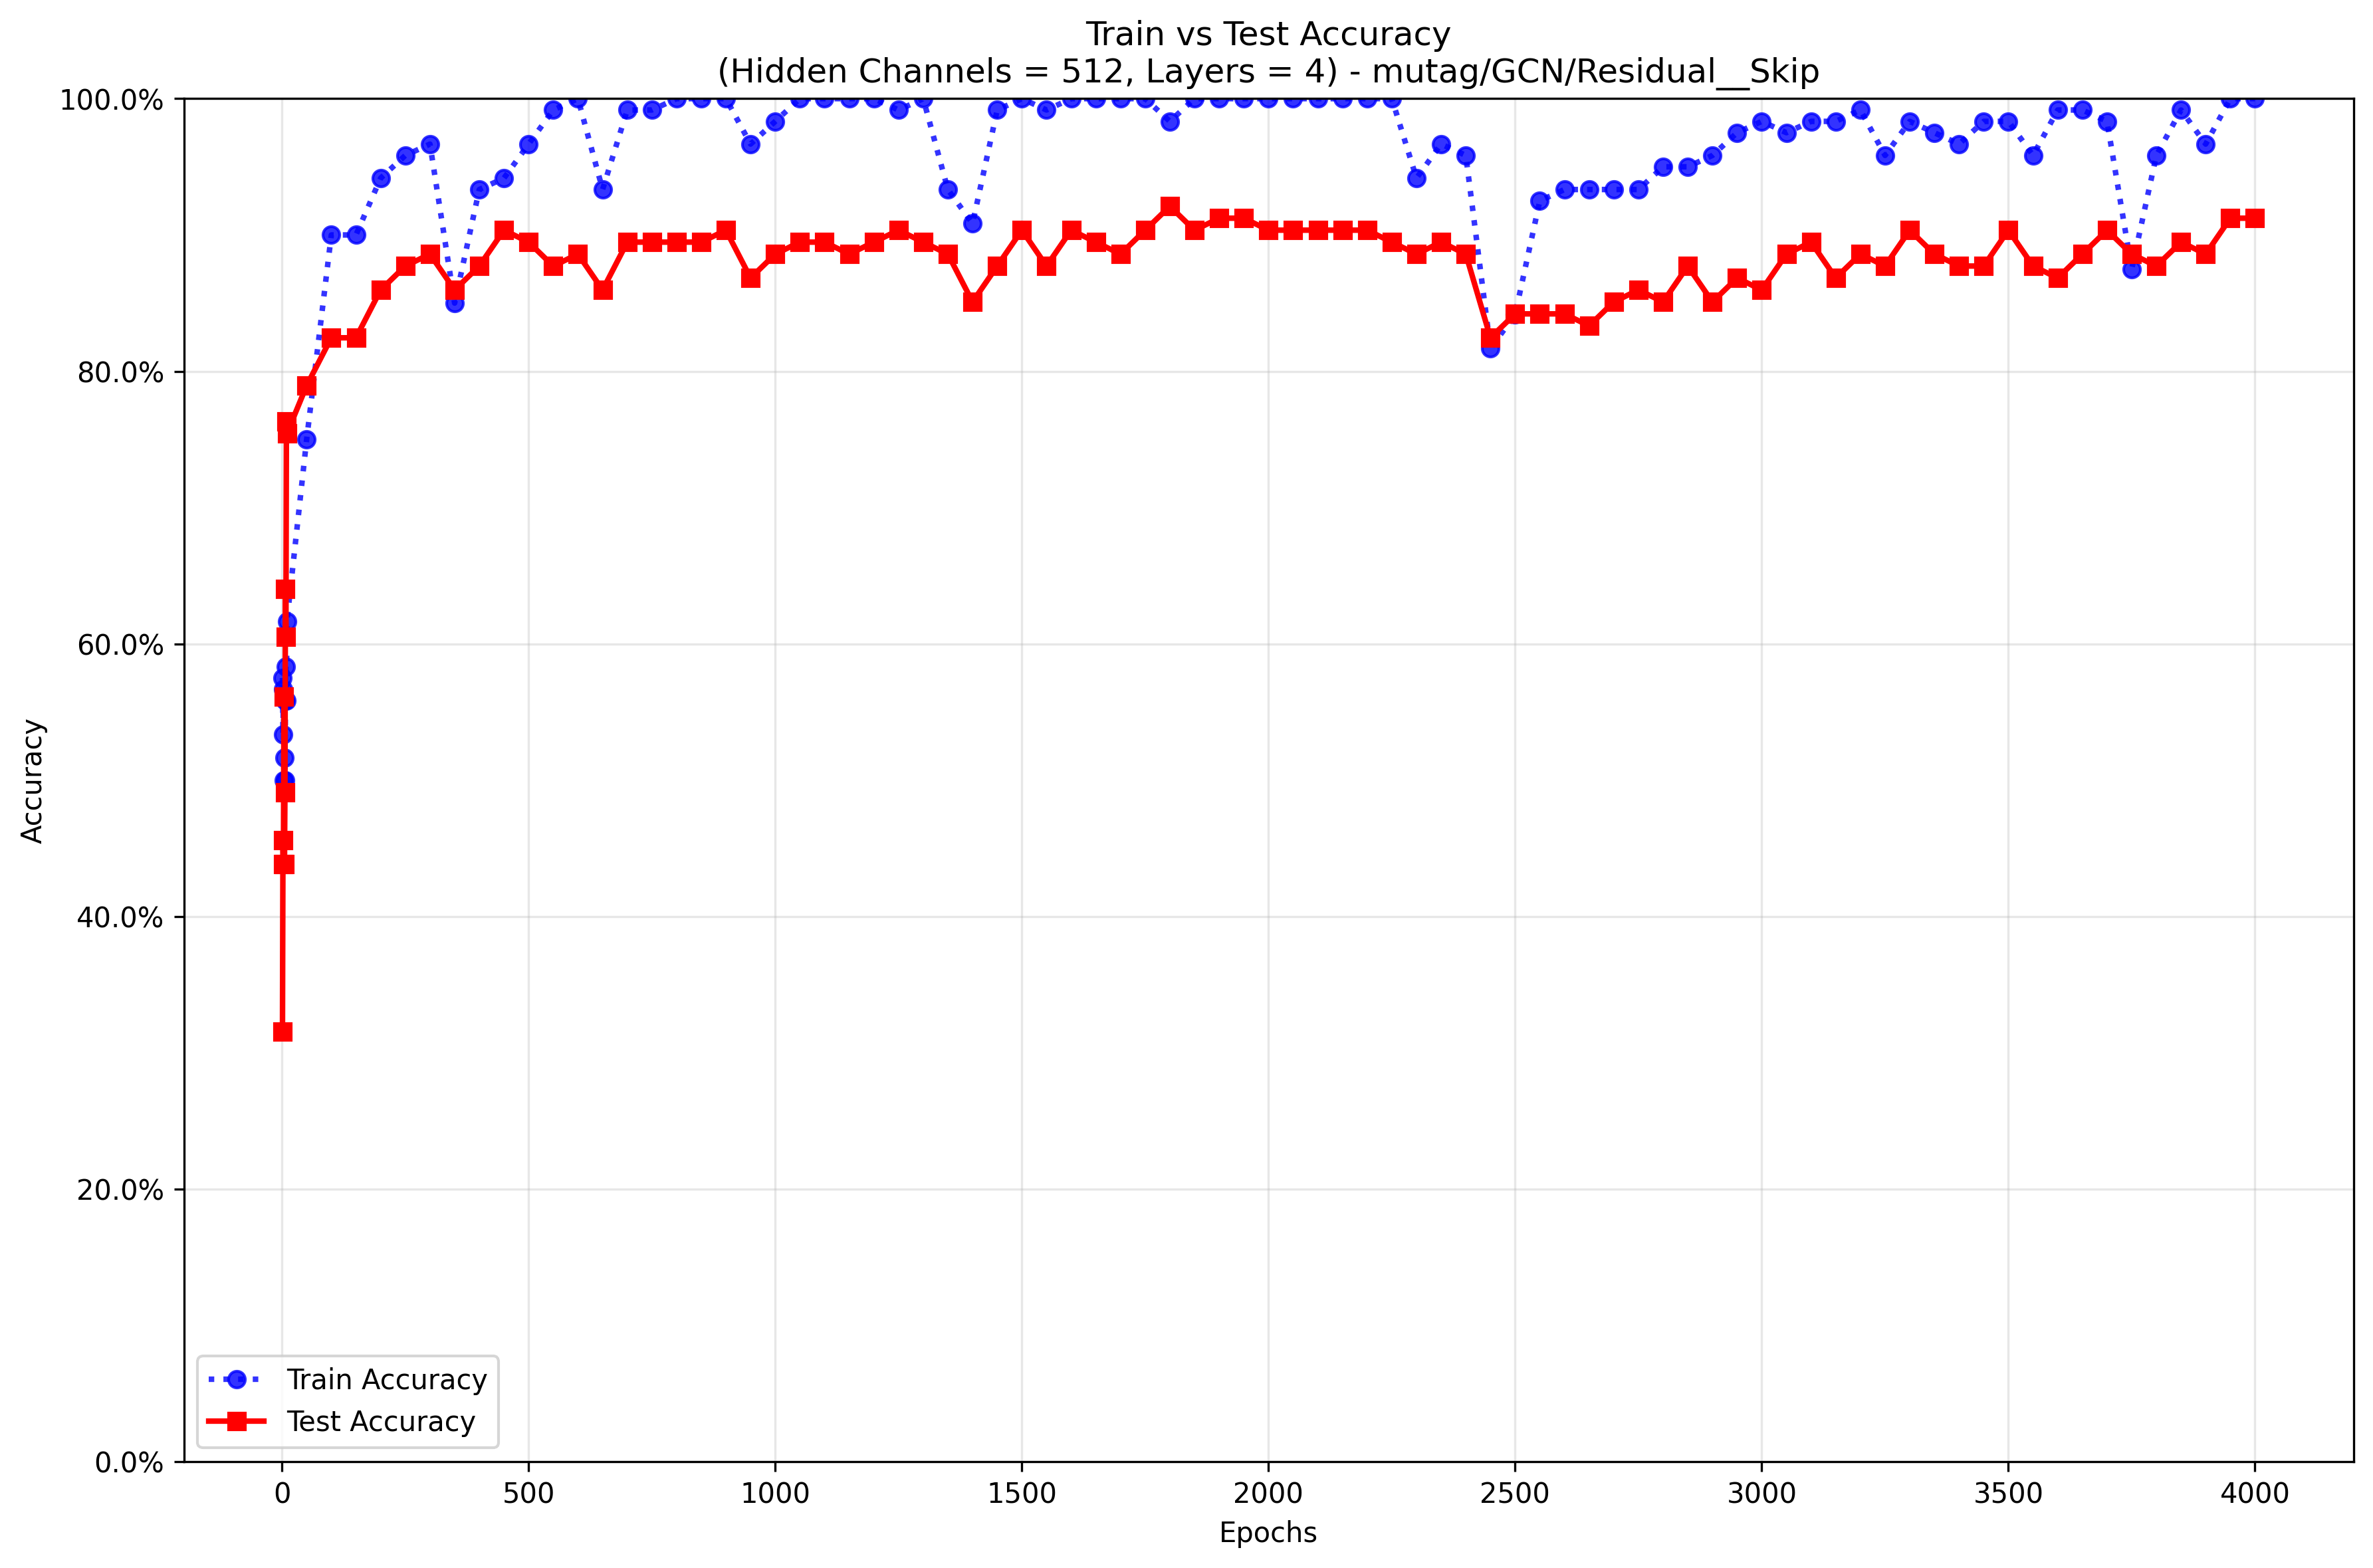 Train vs Test Accuracy
(Hidden Channels = 512, Layers = 4) - mutag/GCN/Residual__Skip
100.0%
80.0%
60.0%
40.0%
20.0%
0.0%
Accuracy
Train Accuracy
Test Accuracy
0 500 1000 1500 2000 2500 3000 3500 4000
Epochs